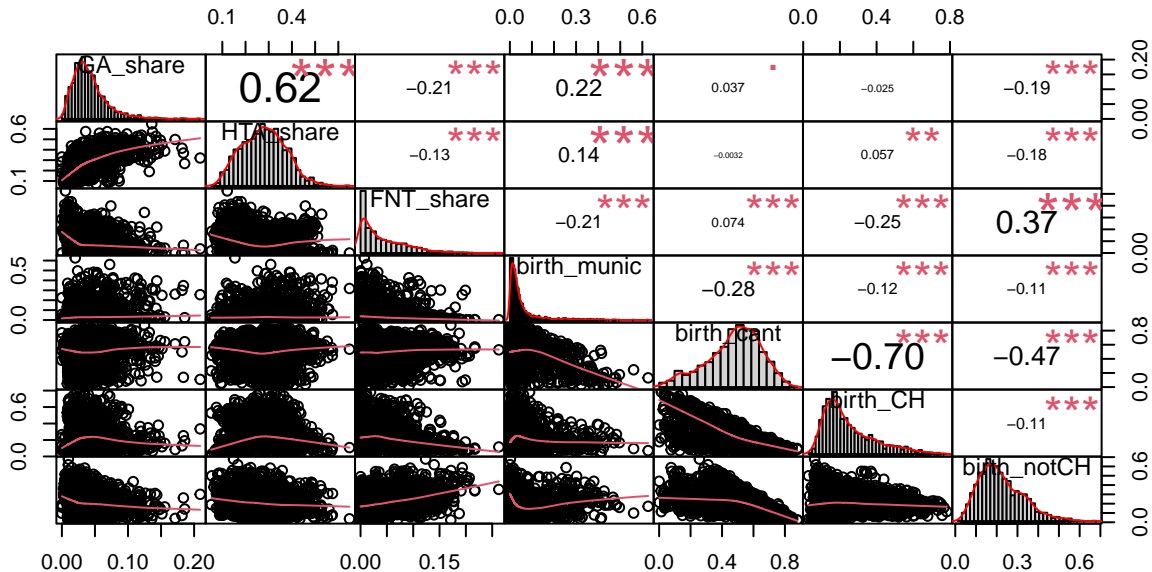 0.1 0.4 0.0 0.3 0.6 0.0 0.4 0.8
GA_share 0.62 *** −0.21 *** 0.22 *** 0.037 . −0.025 −0.19 *** 0.00 0.20
0.1 0.6 HTA_share −0.13 *** 0.14 *** −0.0032 0.057 ** −0.18 ***
FNT_share −0.21 *** 0.074 *** −0.25 *** 0.37 *** 0.00
0.0 0.5 birth_munic −0.28 *** −0.12 *** −0.11 ***
birth_cant −0.70 *** −0.47 *** 0.0 0.8
0.0 0.6 birth_CH −0.11 ***
birth_notCH 0.0 0.6
0.00 0.10 0.20 0.00 0.15 0.0 0.4 0.8 0.0 0.3 0.6